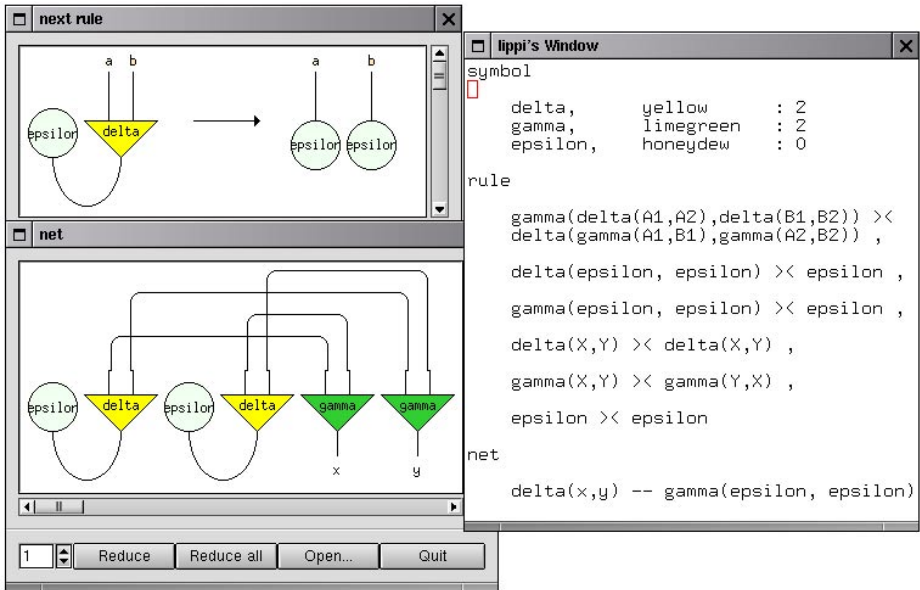 next rule
a b a b
epsilon delta epsilon epsilon
net
epsilon delta epsilon delta gamma gamma
x y
1 Reduce Reduce all Open... Quit
lippi's Window
symbol
delta, yellow : 2
gamma, limegreen : 2
epsilon, honeydew : 0
rule
gamma(delta(A1,A2),delta(B1,B2)) ><
delta(gamma(A1,B1),gamma(A2,B2)) ,
delta(epsilon, epsilon) >< epsilon ,
gamma(epsilon, epsilon) >< epsilon ,
delta(X,Y) >< delta(X,Y) ,
gamma(X,Y) >< gamma(Y,X) ,
epsilon >< epsilon
net
delta(x,y) -- gamma(epsilon, epsilon)